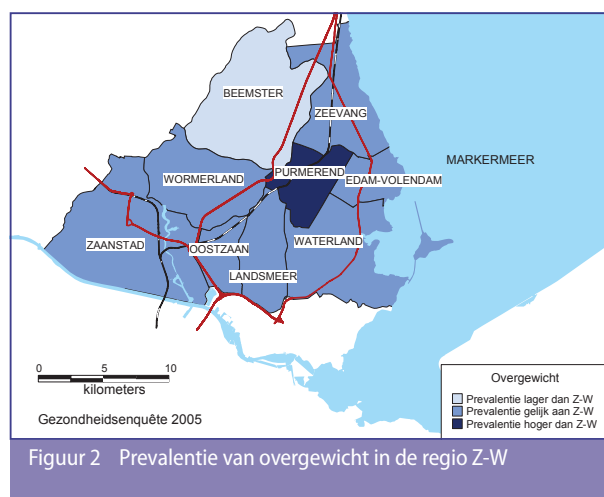 BEEMSTER
ZEEVANG
MARKERMEER
PURMEREND
WORMERLAND
EDAM-VOLENDAM
ZAANSTAD
OOSTZAAN
WATERLAND
LANDSMEER
0 5 10
kilometers
Gezondheidsenquête 2005
Overgewicht
Prevalentie lager dan Z-W
Prevalentie gelijk aan Z-W
Prevalentie hoger dan Z-W
Figuur 2 Prevalentie van overgewicht in de regio Z-W